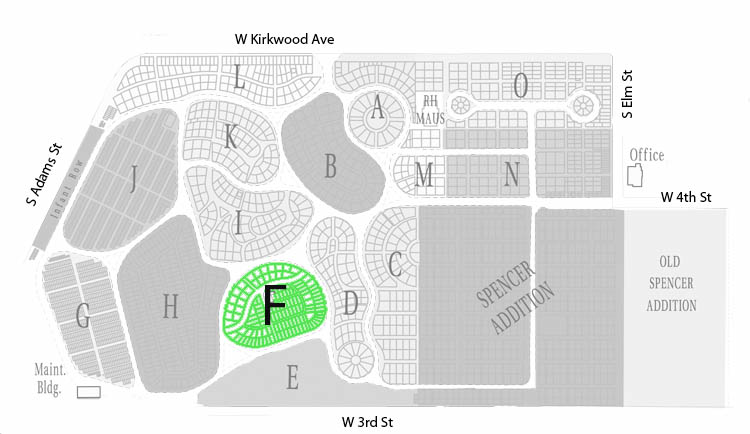 W Kirkwood Ave
L
O
A
RH
MAUS
S Elm St
K
J
B
S Adams St
Infant Row
M
N
Office
W 4th St
I
C
SPENCER
ADDITION
OLD
SPENCER
ADDITION
G
H
F
D
E
Maint.
Bldg.
W 3rd St